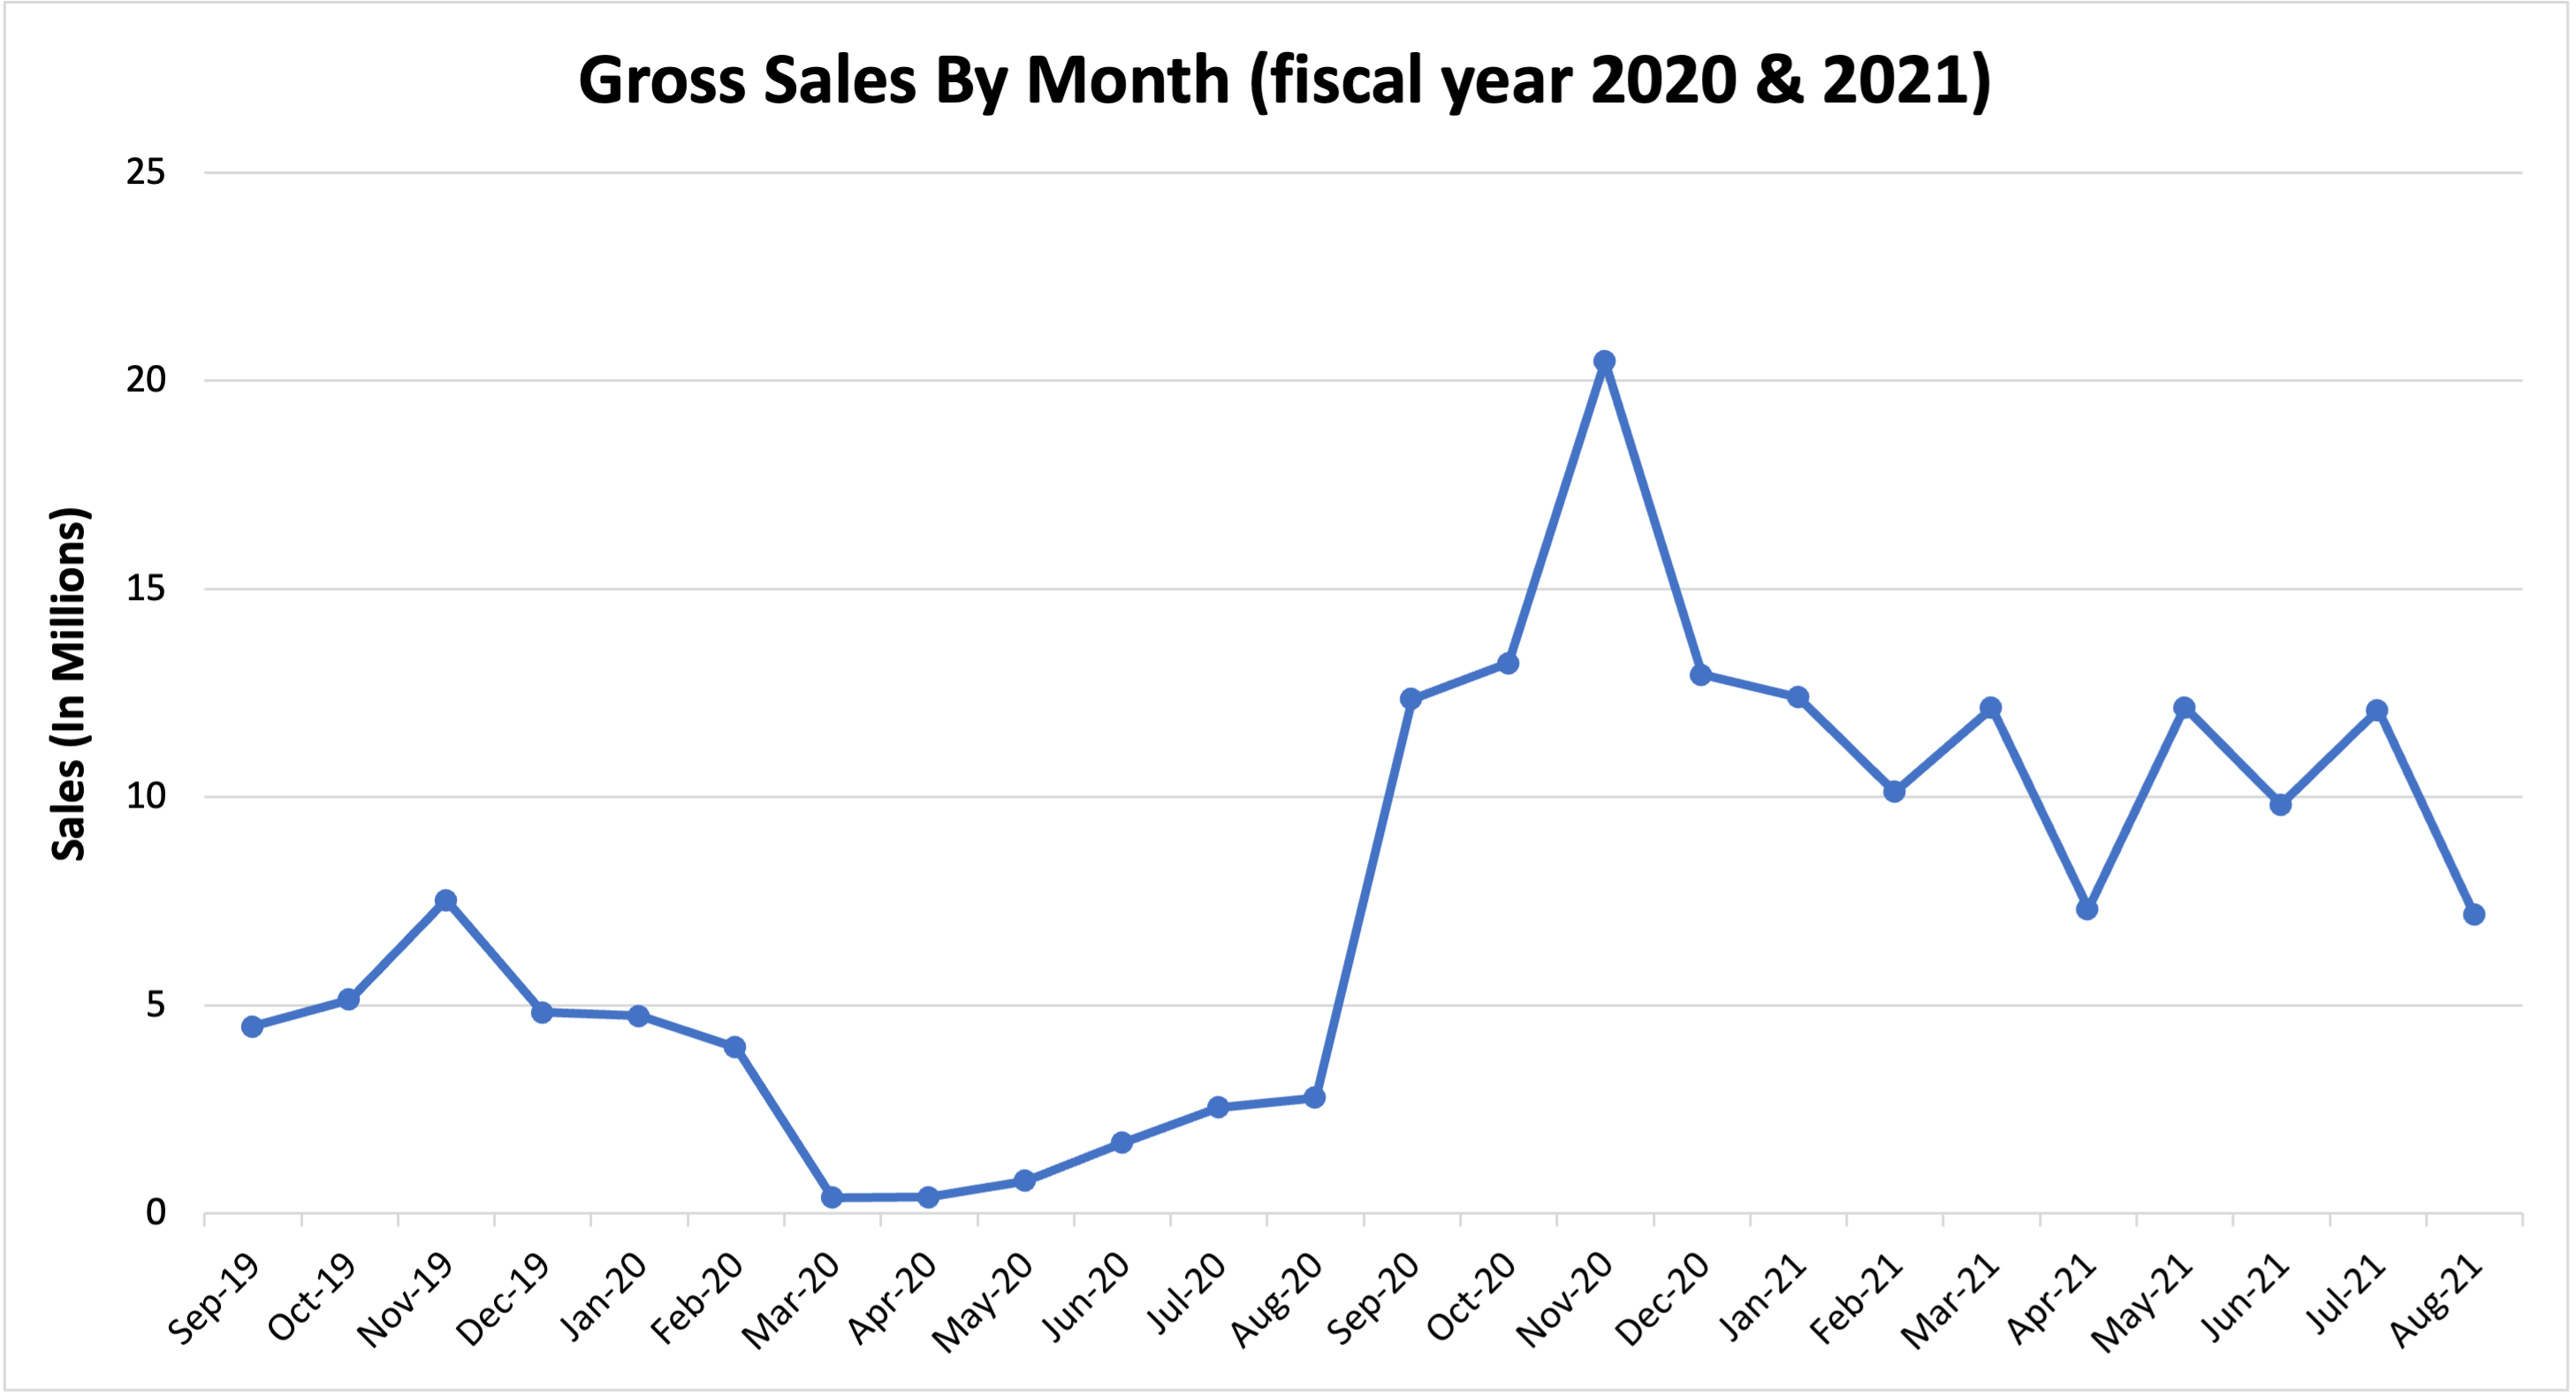 Gross Sales By Month (fiscal year 2020 & 2021)
Sales (In Millions)
25
20
15
10
5
0
Sep-19
Oct-19
Nov-19
Dec-19
Jan-20
Feb-20
Mar-20
Apr-20
May-20
Jun-20
Jul-20
Aug-20
Sep-20
Oct-20
Nov-20
Dec-20
Jan-21
Feb-21
Mar-21
Apr-21
May-21
Jun-21
Jul-21
Aug-21